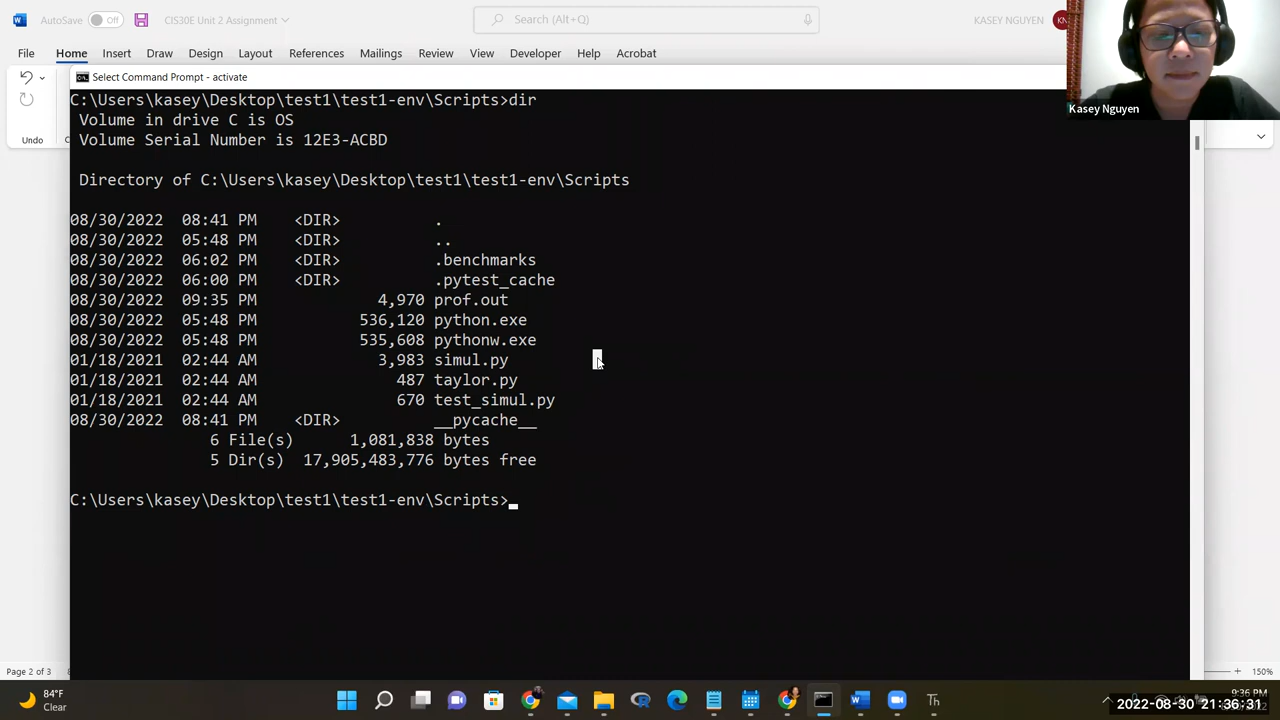 AutoSave Off CIS30E Unit 2 Assignment Search (Alt+Q) KASEY NGUYEN KN
File Home Insert Draw Design Layout References Mailings Review View Developer Help Acrobat
Select Command Prompt - activate
Kasey Nguyen
Undo
C:\Users\kasey\Desktop\test1\test1-env\Scripts>dir
Volume in drive C is OS
Volume Serial Number is 12E3-ACBD
Directory of C:\Users\kasey\Desktop\test1\test1-env\Scripts
08/30/2022 08:41 PM <DIR> .
08/30/2022 05:48 PM <DIR> ..
08/30/2022 06:02 PM <DIR> .benchmarks
08/30/2022 06:00 PM <DIR> .pytest_cache
08/30/2022 09:35 PM 4,970 prof.out
08/30/2022 05:48 PM 536,120 python.exe
08/30/2022 05:48 PM 535,608 pythonw.exe
01/18/2021 02:44 AM 3,983 simul.py
01/18/2021 02:44 AM 487 taylor.py
01/18/2021 02:44 AM 670 test_simul.py
08/30/2022 08:41 PM <DIR> __pycache__
6 File(s) 1,081,838 bytes
5 Dir(s) 17,905,483,776 bytes free
C:\Users\kasey\Desktop\test1\test1-env\Scripts>
Page 2 of 3 150%
84°F
Clear
9:36 PM
2022-08-30 21:36:31